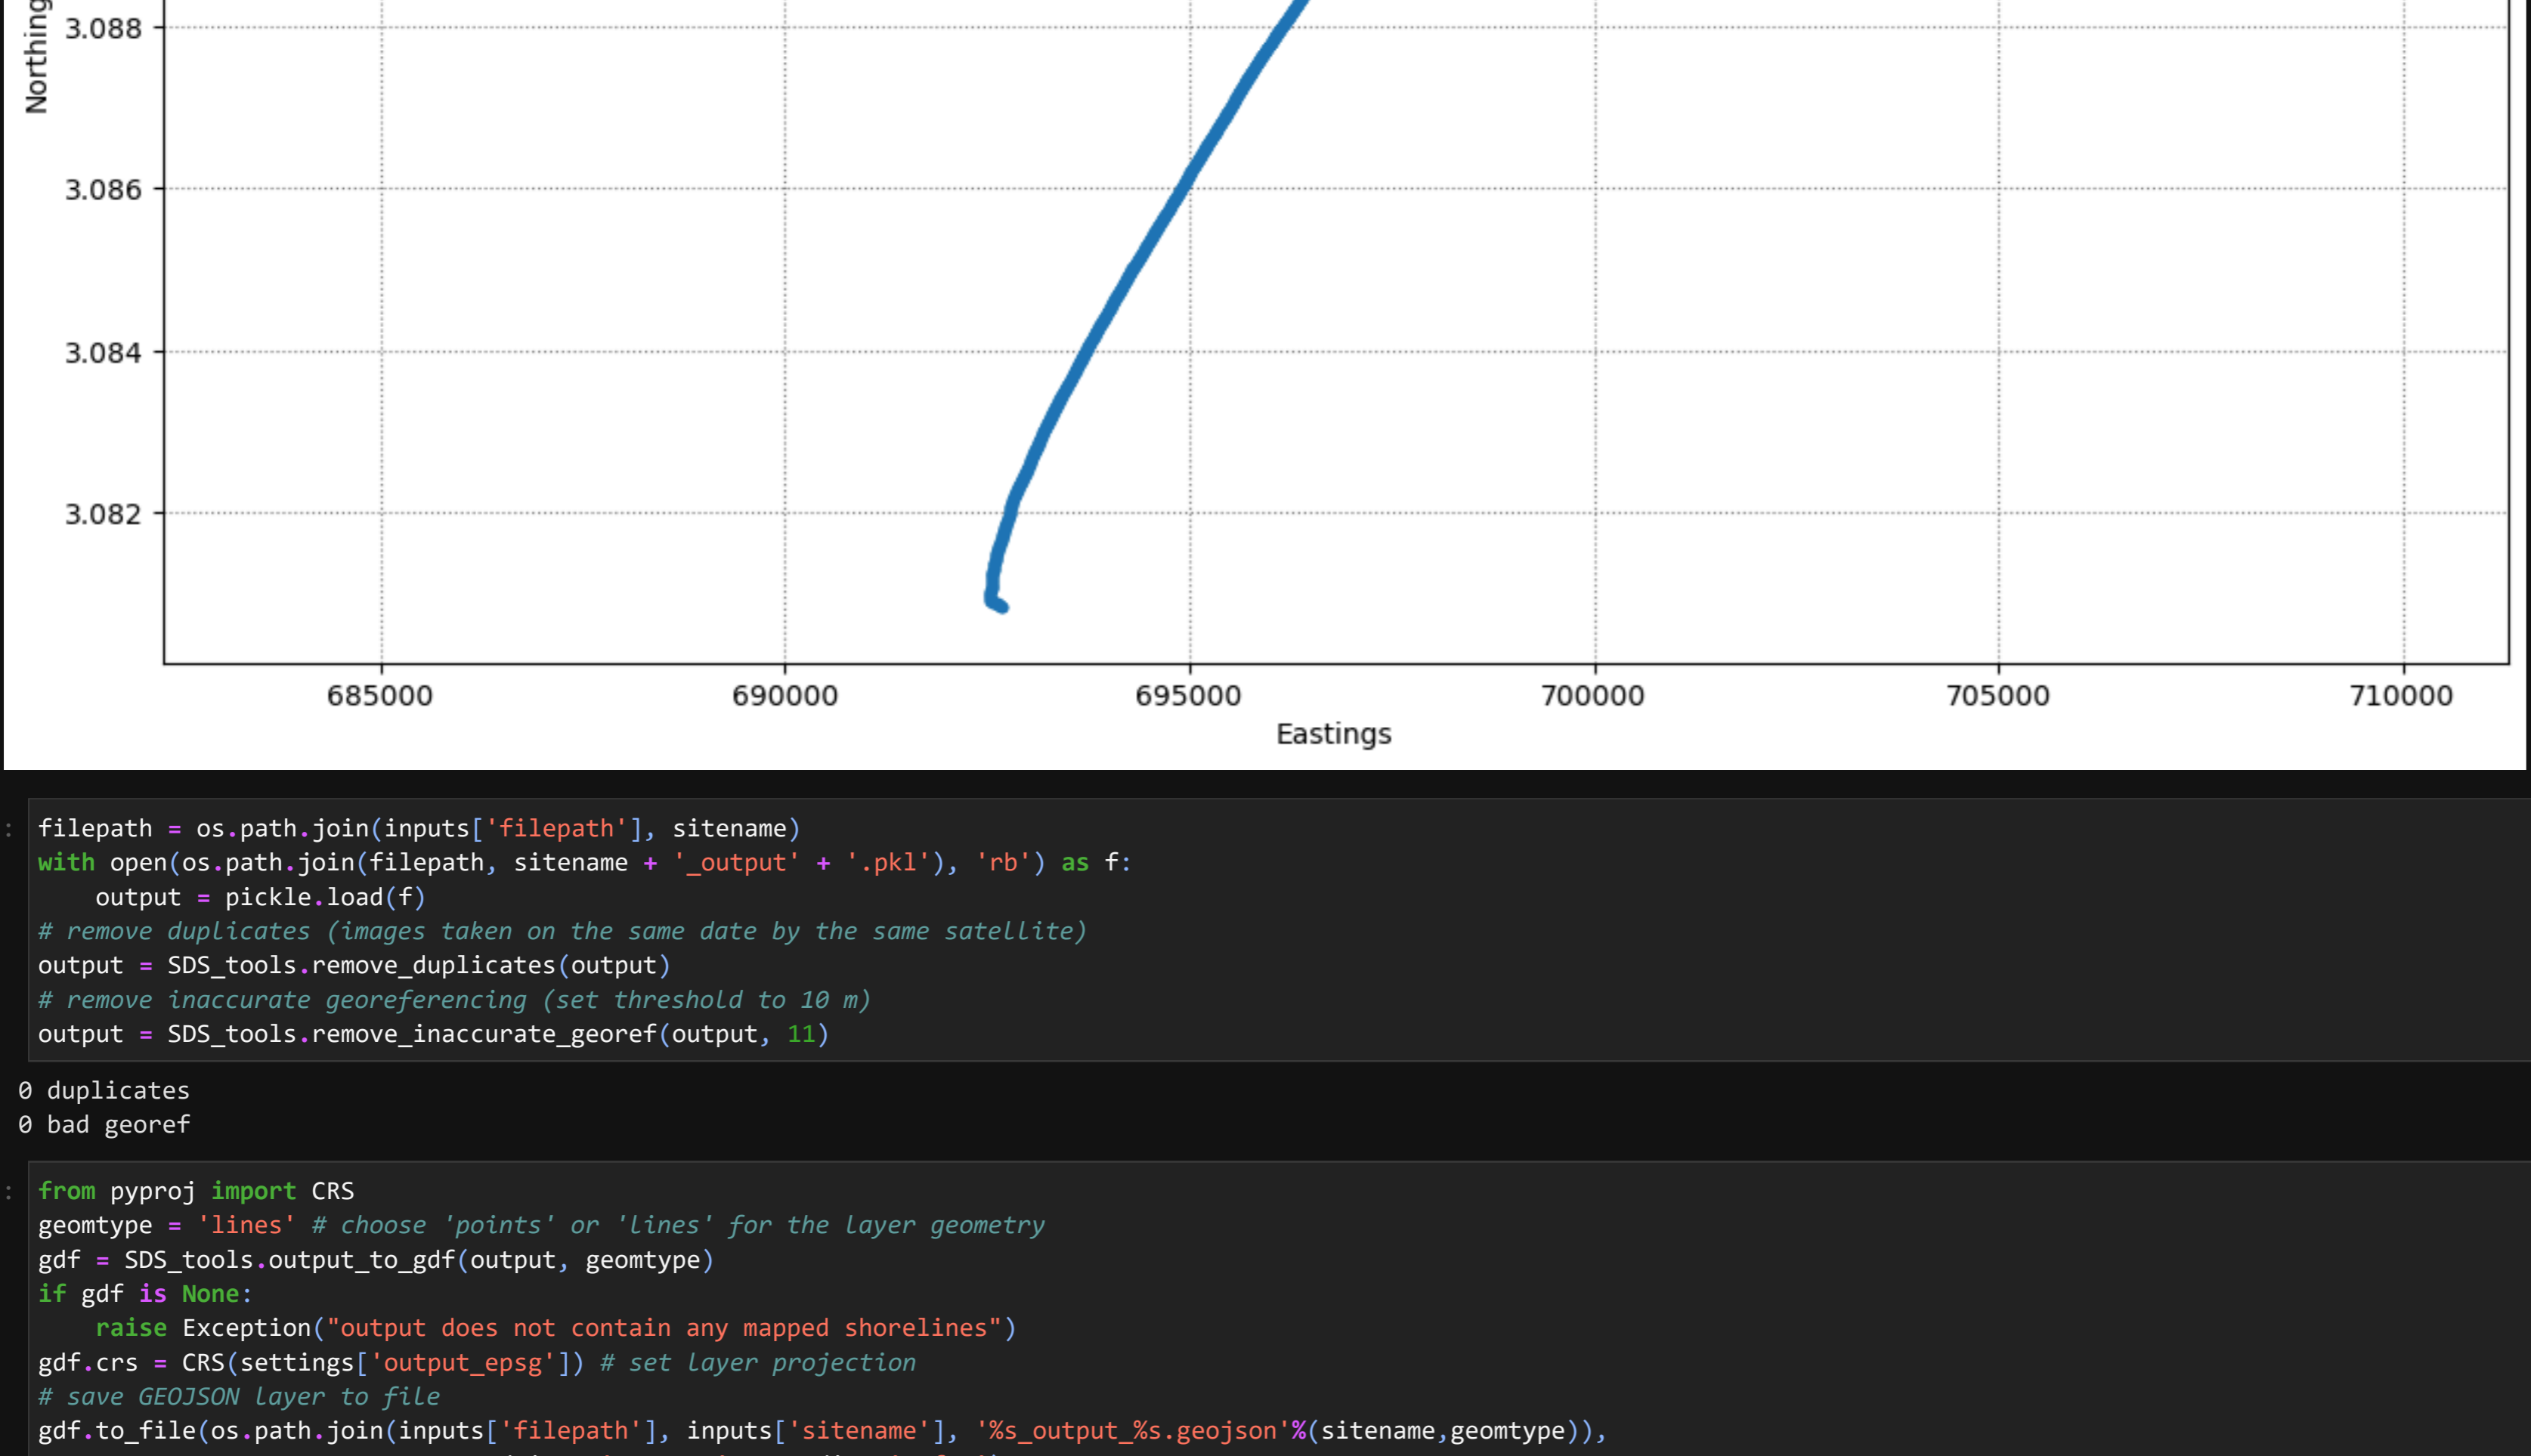 Northing
3.088
3.086
3.084
3.082
685000 690000 695000 700000 705000 710000
Eastings
: filepath = os.path.join(inputs['filepath'], sitename)
with open(os.path.join(filepath, sitename + '_output' + '.pkl'), 'rb') as f:
    output = pickle.load(f)
# remove duplicates (images taken on the same date by the same satellite)
output = SDS_tools.remove_duplicates(output)
# remove inaccurate georeferencing (set threshold to 10 m)
output = SDS_tools.remove_inaccurate_georef(output, 11)
0 duplicates
0 bad georef
: from pyproj import CRS
geomtype = 'lines' # choose 'points' or 'lines' for the layer geometry
gdf = SDS_tools.output_to_gdf(output, geomtype)
if gdf is None:
    raise Exception("output does not contain any mapped shorelines")
gdf.crs = CRS(settings['output_epsg']) # set layer projection
# save GEOJSON layer to file
gdf.to_file(os.path.join(inputs['filepath'], inputs['sitename'], '%s_output_%s.geojson'%(sitename,geomtype)),